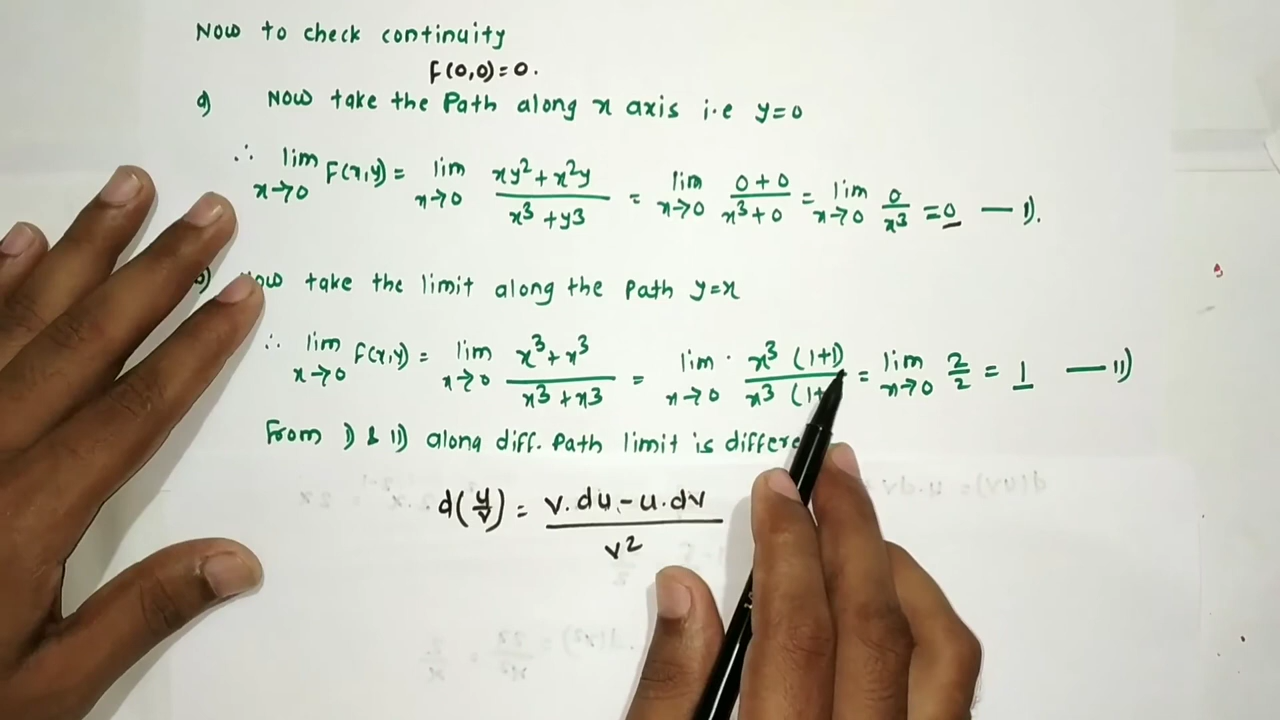 Now to check continuity
F(0,0)=0.
a) Now take the Path along x axis i.e y=0
∴ lim x→0 F(x,y) = lim x→0 xy²+x²y / x³+y3 = lim x→0 0+0 / x³+0 = lim x→0 0/x³ = 0 — I).
b) Now take the limit along the Path y=x
∴ lim x→0 F(x,y) = lim x→0 x³+x³ / x³+x3 = lim x→0 x³(1+1) / x³(1+ = lim x→0 2/2 = 1 — II)
From I) & II) along diff. Path limit is differe
d(u/v) = v.du-u.dv / v²